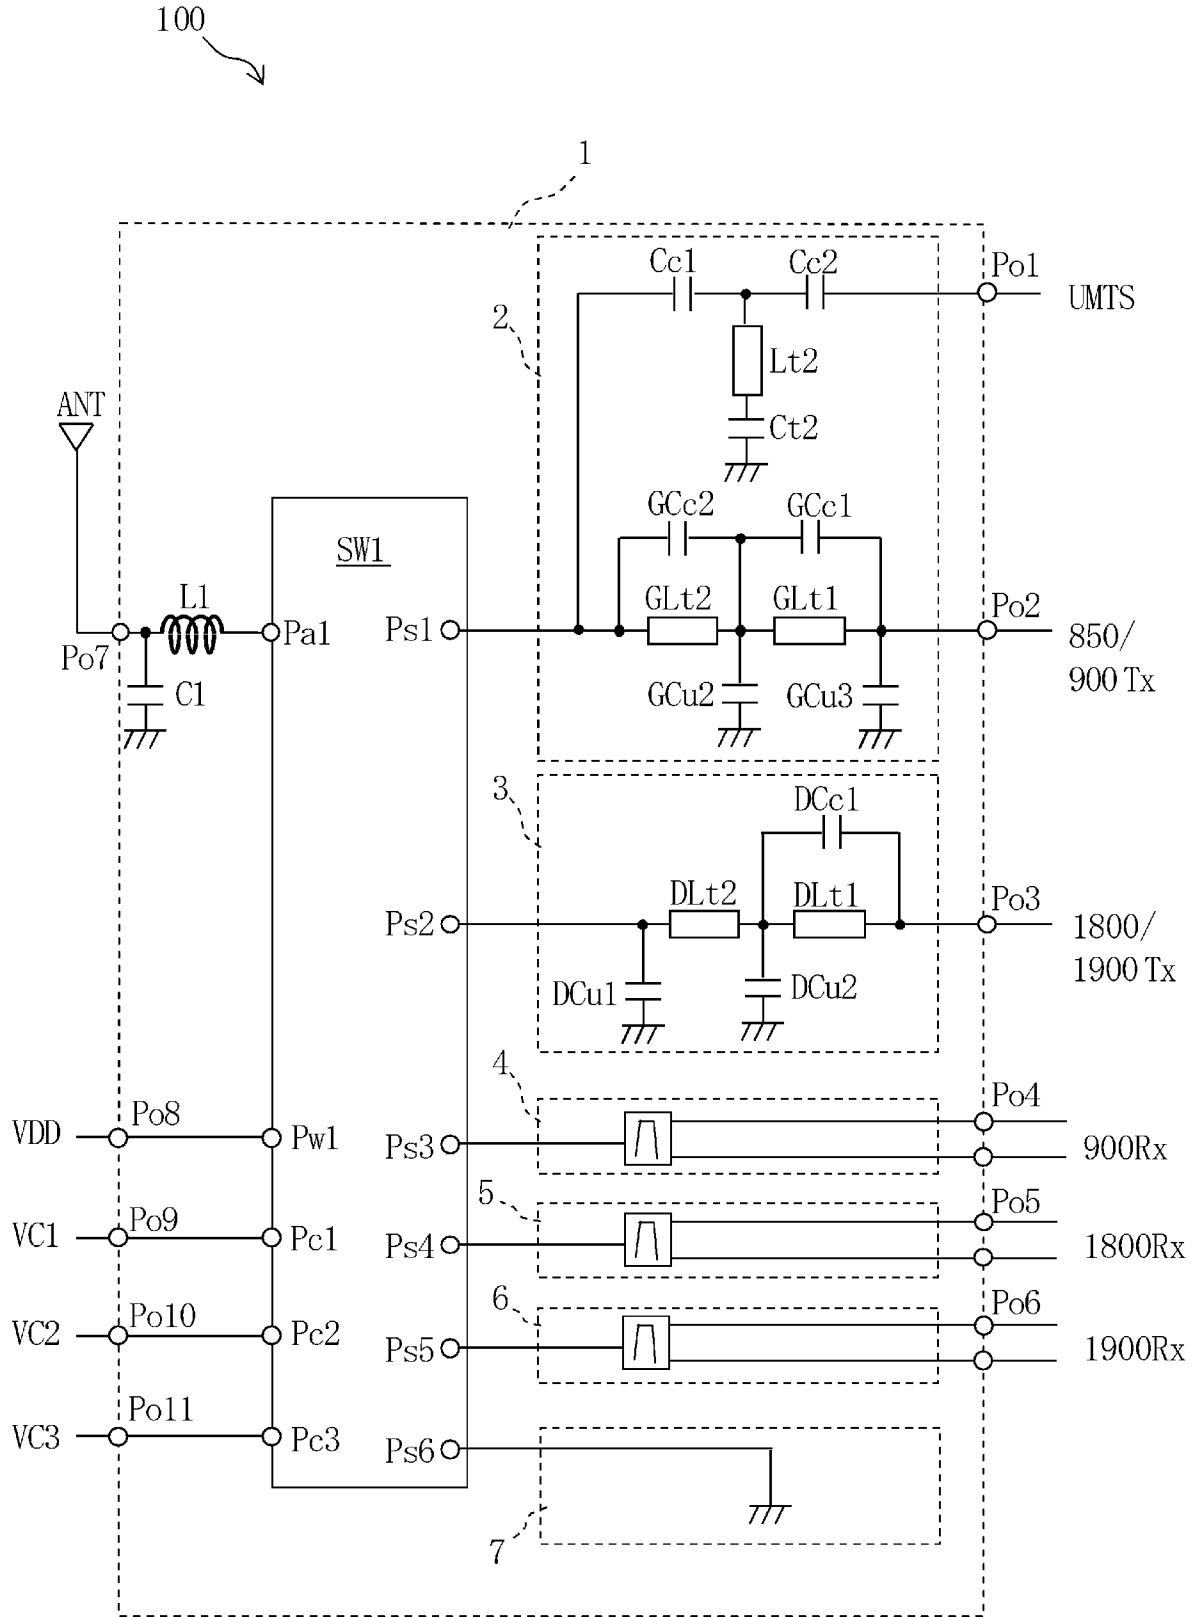 100
1
Cc1
Cc2
Po1
UMTS
2
Lt2
Ct2
ANT
GCc2
GCc1
SW1
L1
GLt2
GLt1
Po2
Pa1
Ps1
Po7
850/
900 Tx
C1
GCu2
GCu3
3
DCc1
DLt2
DLt1
Po3
Ps2
1800/
1900 Tx
DCu1
DCu2
4
Po4
Po8
VDD
Pw1
Ps3
900Rx
5
Po5
Po9
VC1
Pc1
Ps4
1800Rx
6
Po6
Po10
VC2
Pc2
Ps5
1900Rx
Po11
VC3
Pc3
Ps6
7